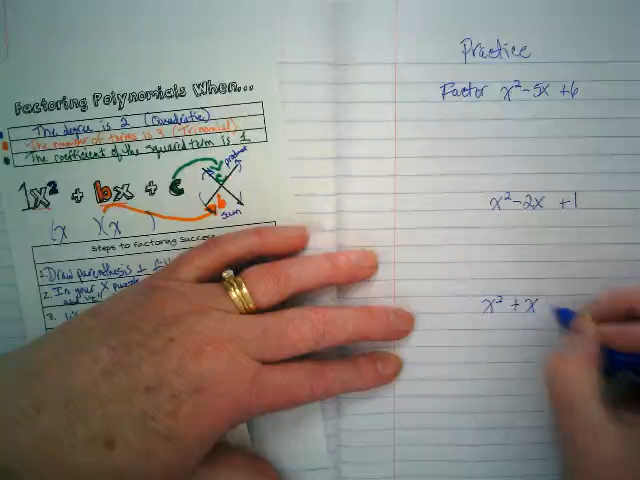 Factoring Polynomials When...
The degree is 2 (Quadratic)
The number of terms is 3 (Trinomial)
The coefficient of the squared term is 1
1x² + bx + c
product
c
b
sum
(x )(x )
Steps to factoring success
1. Draw parenthesis +
2. In your X puzzle
3.
Practice
Factor x² - 5x + 6
x² - 2x + 1
x² + x